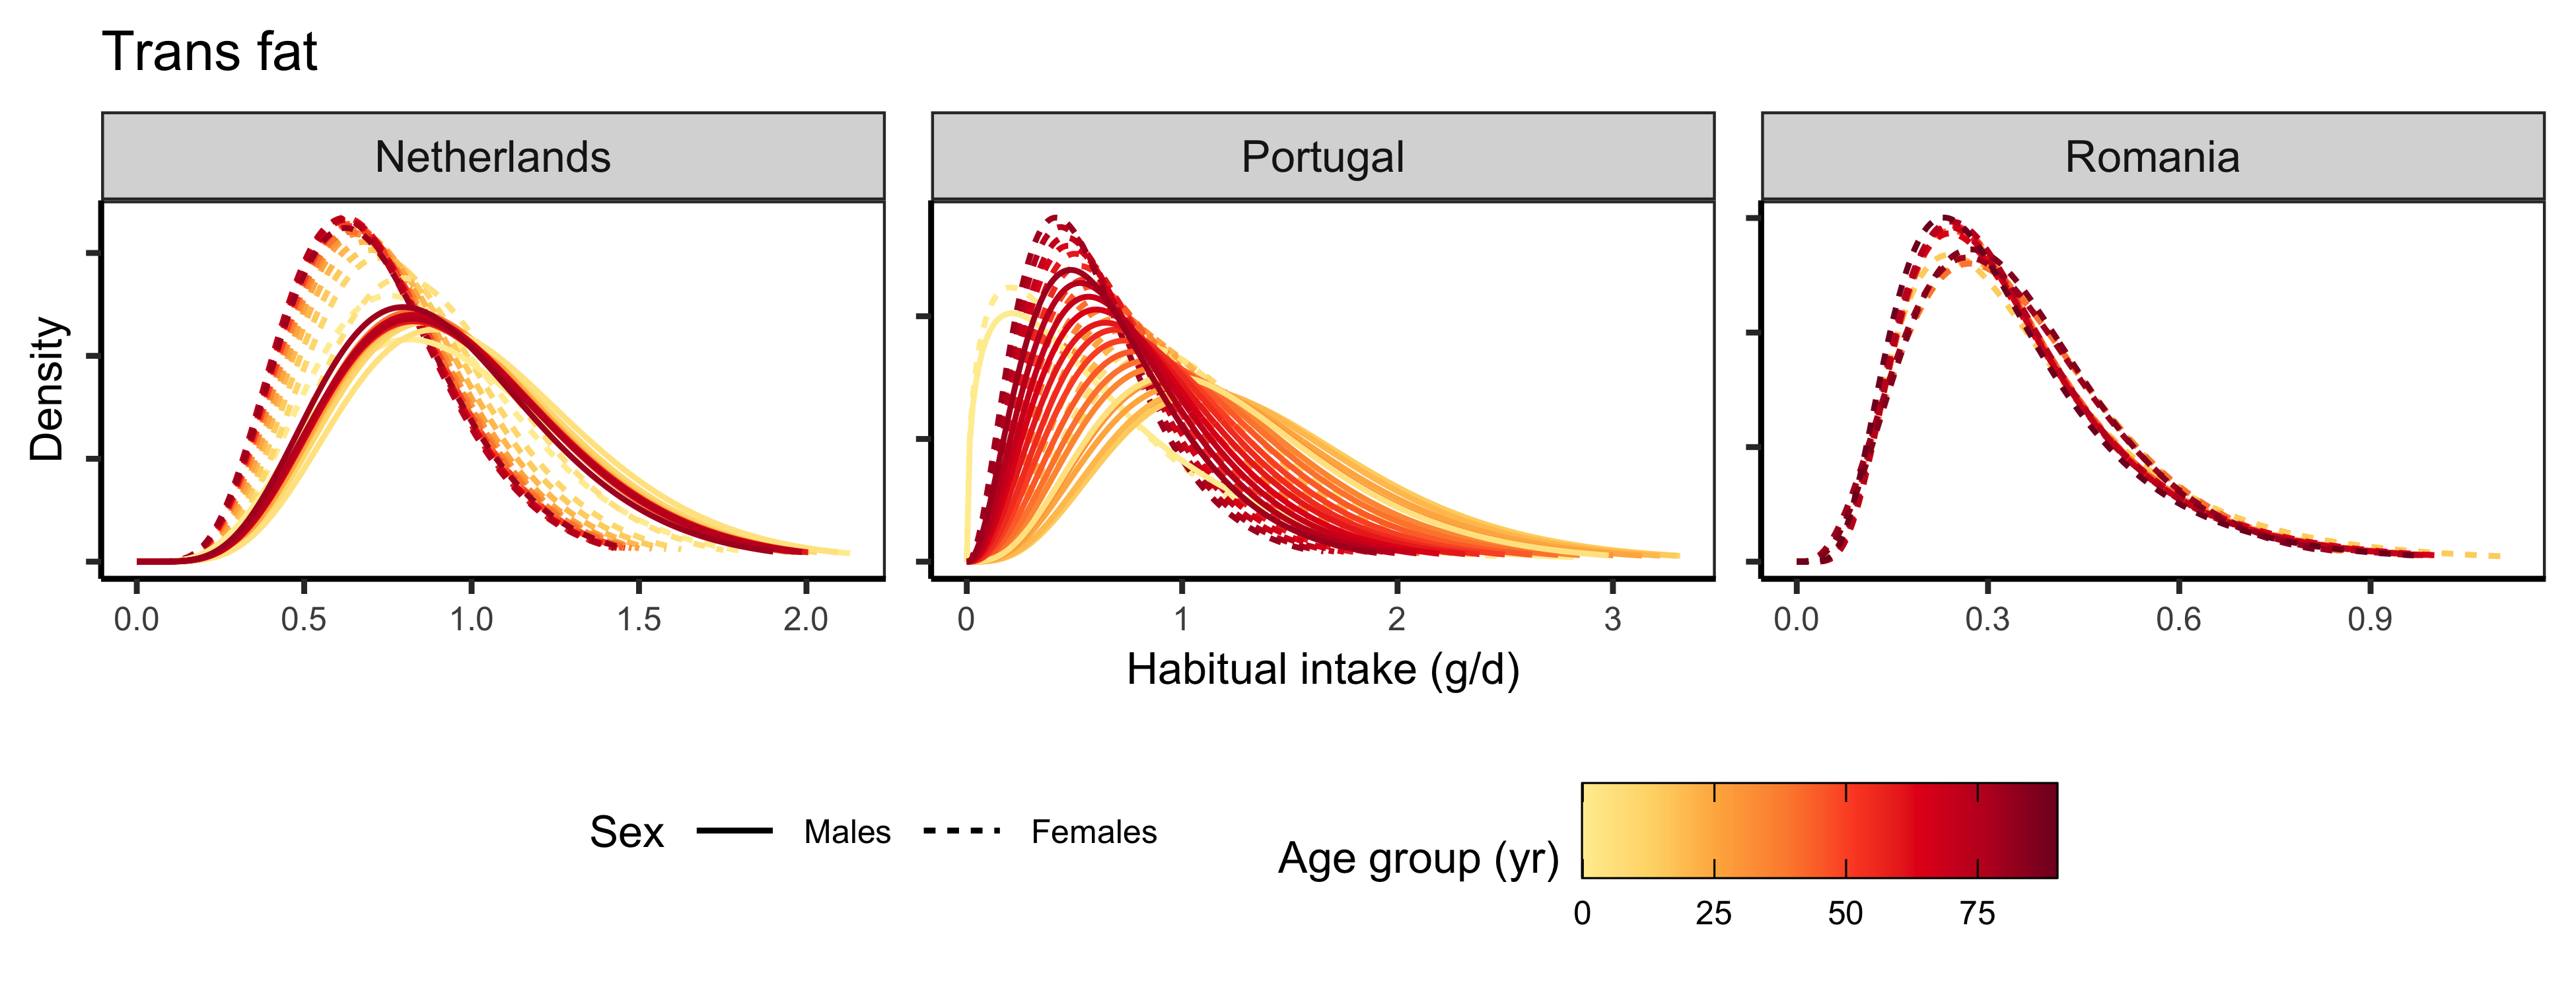 Trans fat
Netherlands
Portugal
Romania
Density
0.0 0.5 1.0 1.5 2.0
0 1 2 3
0.0 0.3 0.6 0.9
Habitual intake (g/d)
Sex Males Females
Age group (yr)
0 25 50 75